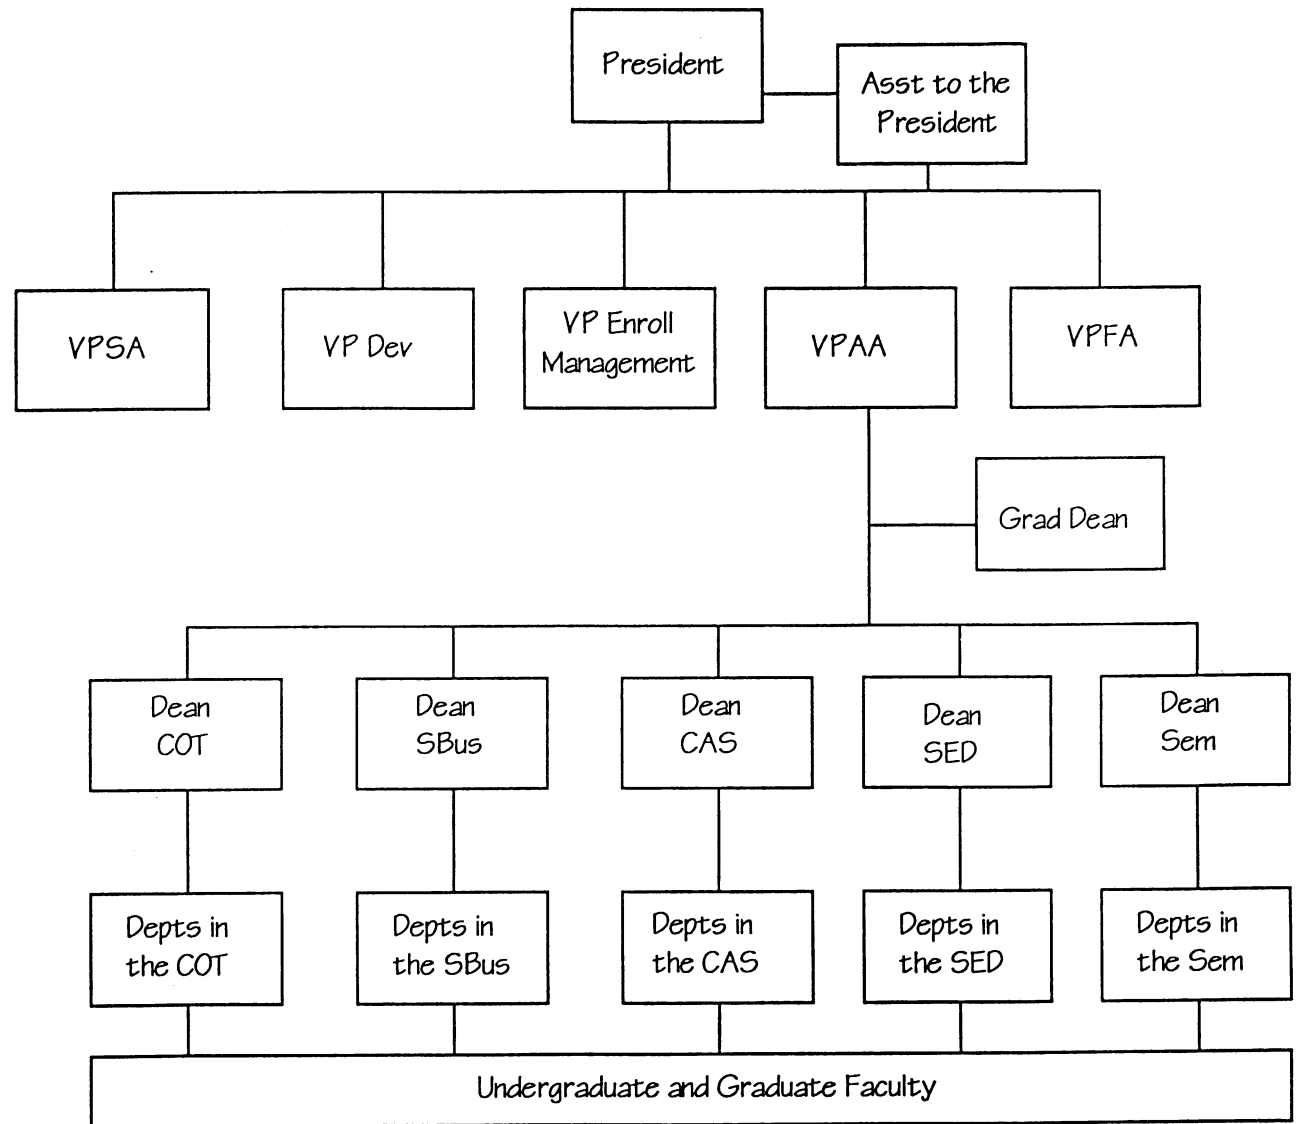 President
Asst to the
President
VPSA
VP Dev
VP Enroll
Management
VPAA
VPFA
Grad Dean
Dean
COT
Dean
SBus
Dean
CAS
Dean
SED
Dean
Sem
Depts in
the COT
Depts in
the SBus
Depts in
the CAS
Depts in
the SED
Depts in
the Sem
Undergraduate and Graduate Faculty